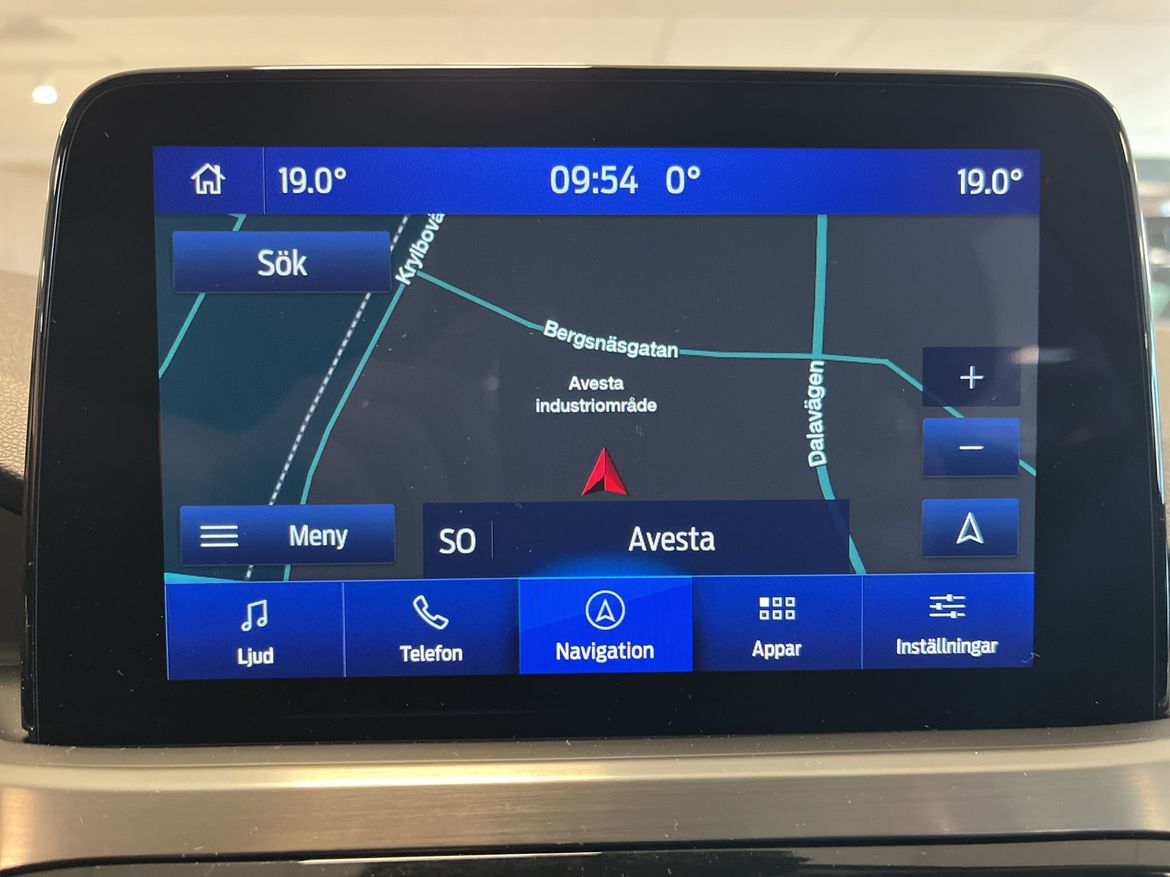 19.0° 09:54 0° 19.0°
Sök
Bergsnäsgatan
Avesta
industriområde
Dalavägen
+
−
Meny
SO Avesta
Ljud Telefon Navigation Appar Inställningar